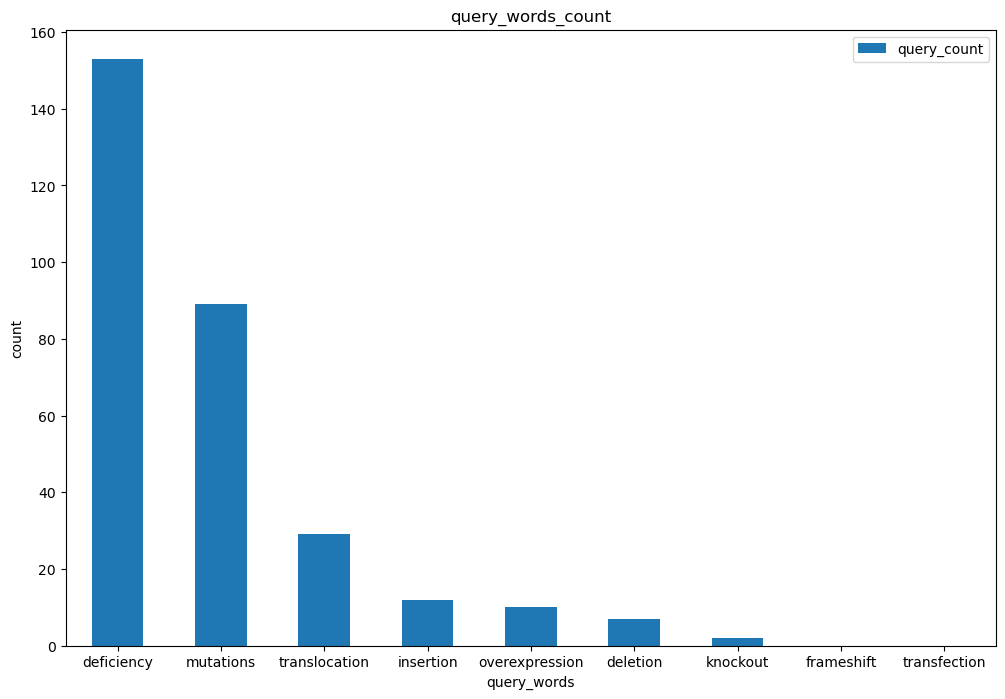 query_words_count
query_count
160
140
120
100
80
60
40
20
0
count
deficiency mutations translocation insertion overexpression deletion knockout frameshift transfection
query_words